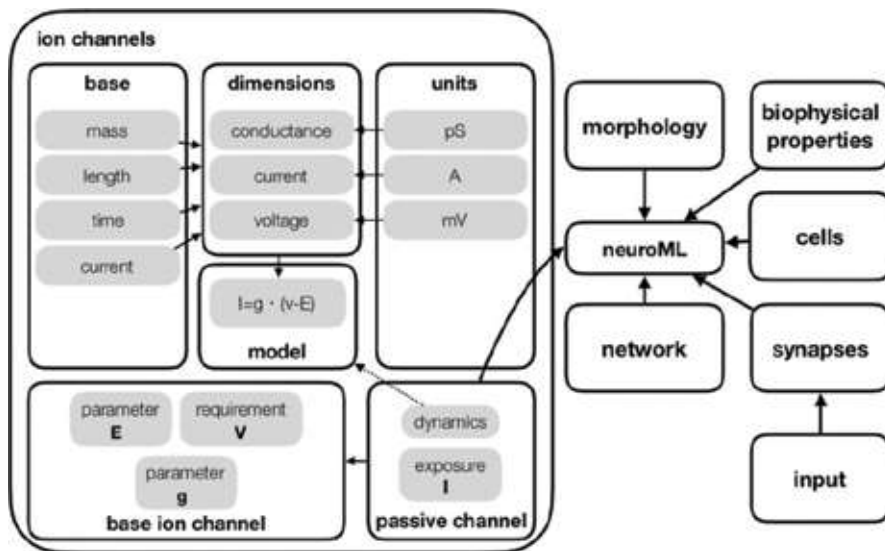 ion channels
base
mass
length
time
current
dimensions
conductance
current
voltage
units
pS
A
mV
I=g · (v-E)
model
parameter
E
requirement
V
parameter
g
base ion channel
dynamics
exposure
I
passive channel
morphology
biophysical
properties
neuroML
cells
network
synapses
input